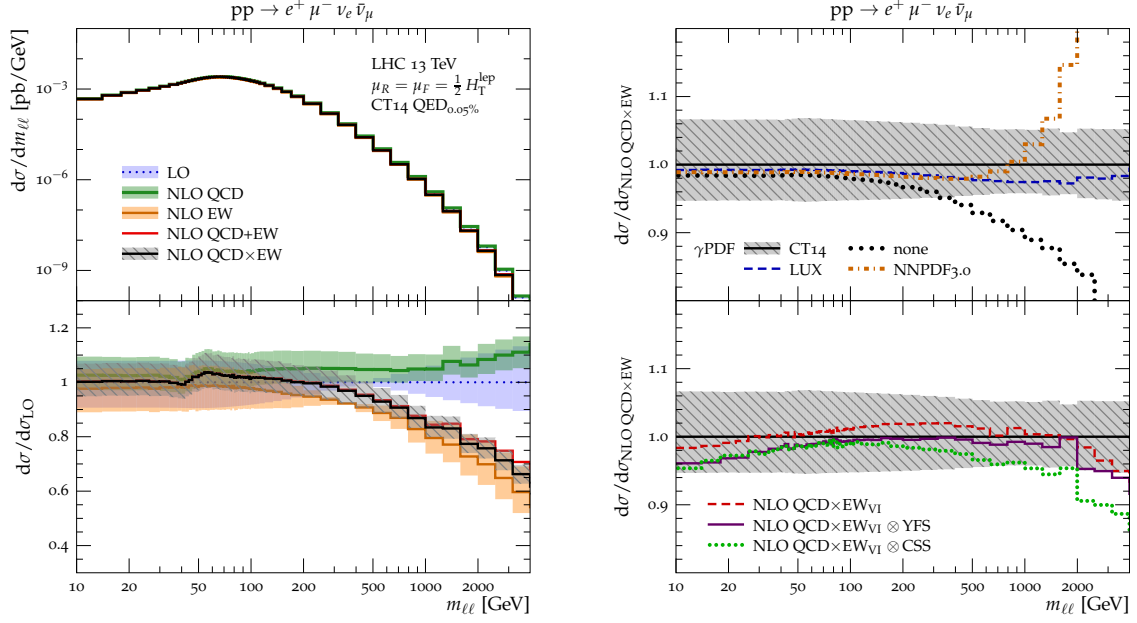 pp → e⁺ μ⁻ νₑ ν̄_μ
dσ/dm_ℓℓ [pb/GeV]
10⁻³
10⁻⁶
10⁻⁹
LHC 13 TeV
μ_R = μ_F = ½ H_T^lep
CT14 QED₀.₀₅%
LO
NLO QCD
NLO EW
NLO QCD+EW
NLO QCD×EW
dσ/dσ_LO
1.2
1
0.8
0.6
0.4
10 20 50 100 200 500 1000 2000
m_ℓℓ [GeV]
pp → e⁺ μ⁻ νₑ ν̄_μ
dσ/dσ_NLO QCD×EW
1.1
1.0
0.9
γPDF CT14 none
LUX NNPDF3.0
dσ/dσ_NLO QCD×EW
1.1
1.0
0.9
NLO QCD×EW_VI
NLO QCD×EW_VI ⊗ YFS
NLO QCD×EW_VI ⊗ CSS
10 20 50 100 200 500 1000 2000
m_ℓℓ [GeV]